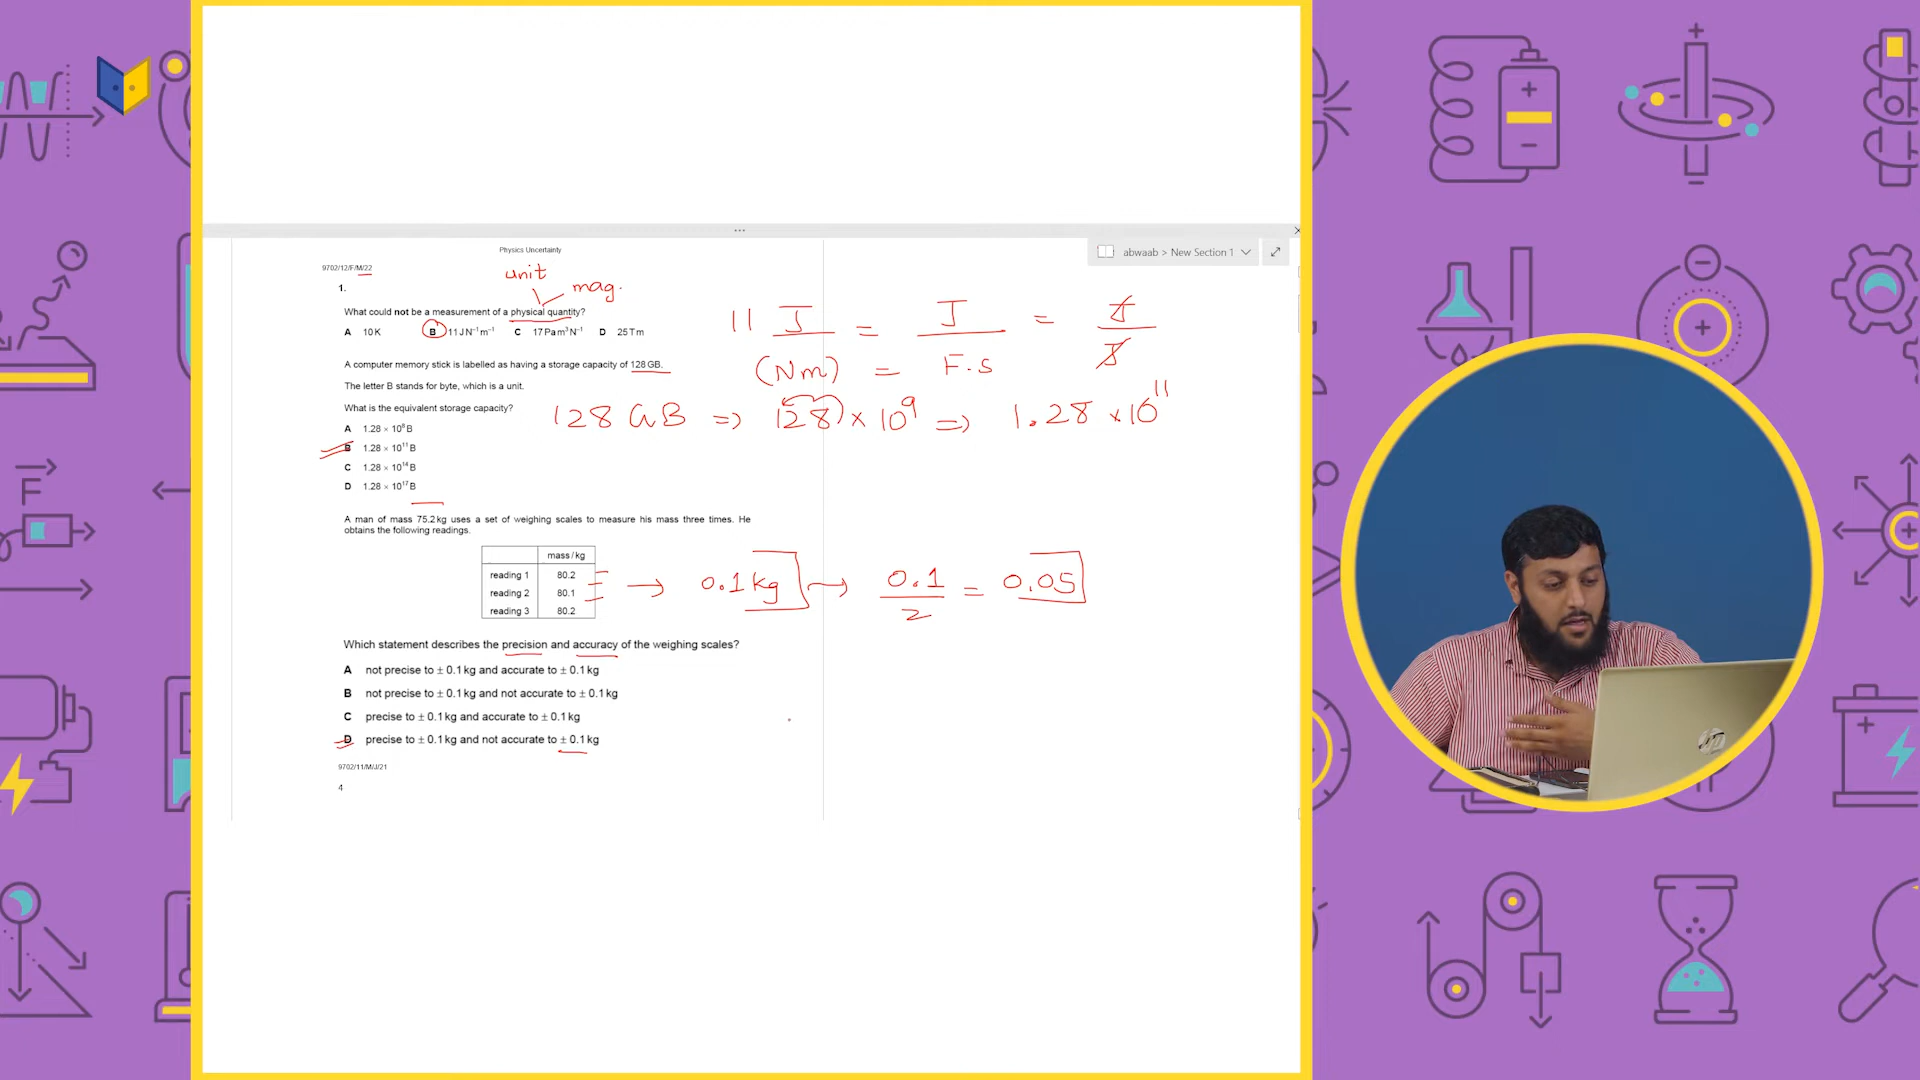 abwaab > New Section 1
Physics Uncertainty
9702/12/F/M/22
unit
mag.
1.
What could not be a measurement of a physical quantity?
A 10 K B 11 J N⁻¹ m⁻¹ C 17 Pa m³ N⁻¹ D 25 T m
11 J / (Nm) = J / F.s = J / J
A computer memory stick is labelled as having a storage capacity of 128 GB.
The letter B stands for byte, which is a unit.
What is the equivalent storage capacity?
128 GB ⇒ 128 × 10⁹ ⇒ 1.28 × 10¹¹
A 1.28 × 10⁸ B
B 1.28 × 10¹¹ B
C 1.28 × 10¹⁴ B
D 1.28 × 10¹⁷ B
A man of mass 75.2 kg uses a set of weighing scales to measure his mass three times. He
obtains the following readings.
mass / kg
reading 1 80.2
reading 2 80.1
reading 3 80.2
→ 0.1 kg → 0.1 / 2 = 0.05
Which statement describes the precision and accuracy of the weighing scales?
A not precise to ± 0.1 kg and accurate to ± 0.1 kg
B not precise to ± 0.1 kg and not accurate to ± 0.1 kg
C precise to ± 0.1 kg and accurate to ± 0.1 kg
D precise to ± 0.1 kg and not accurate to ± 0.1 kg
9702/11/M/J/21
4
F
hp